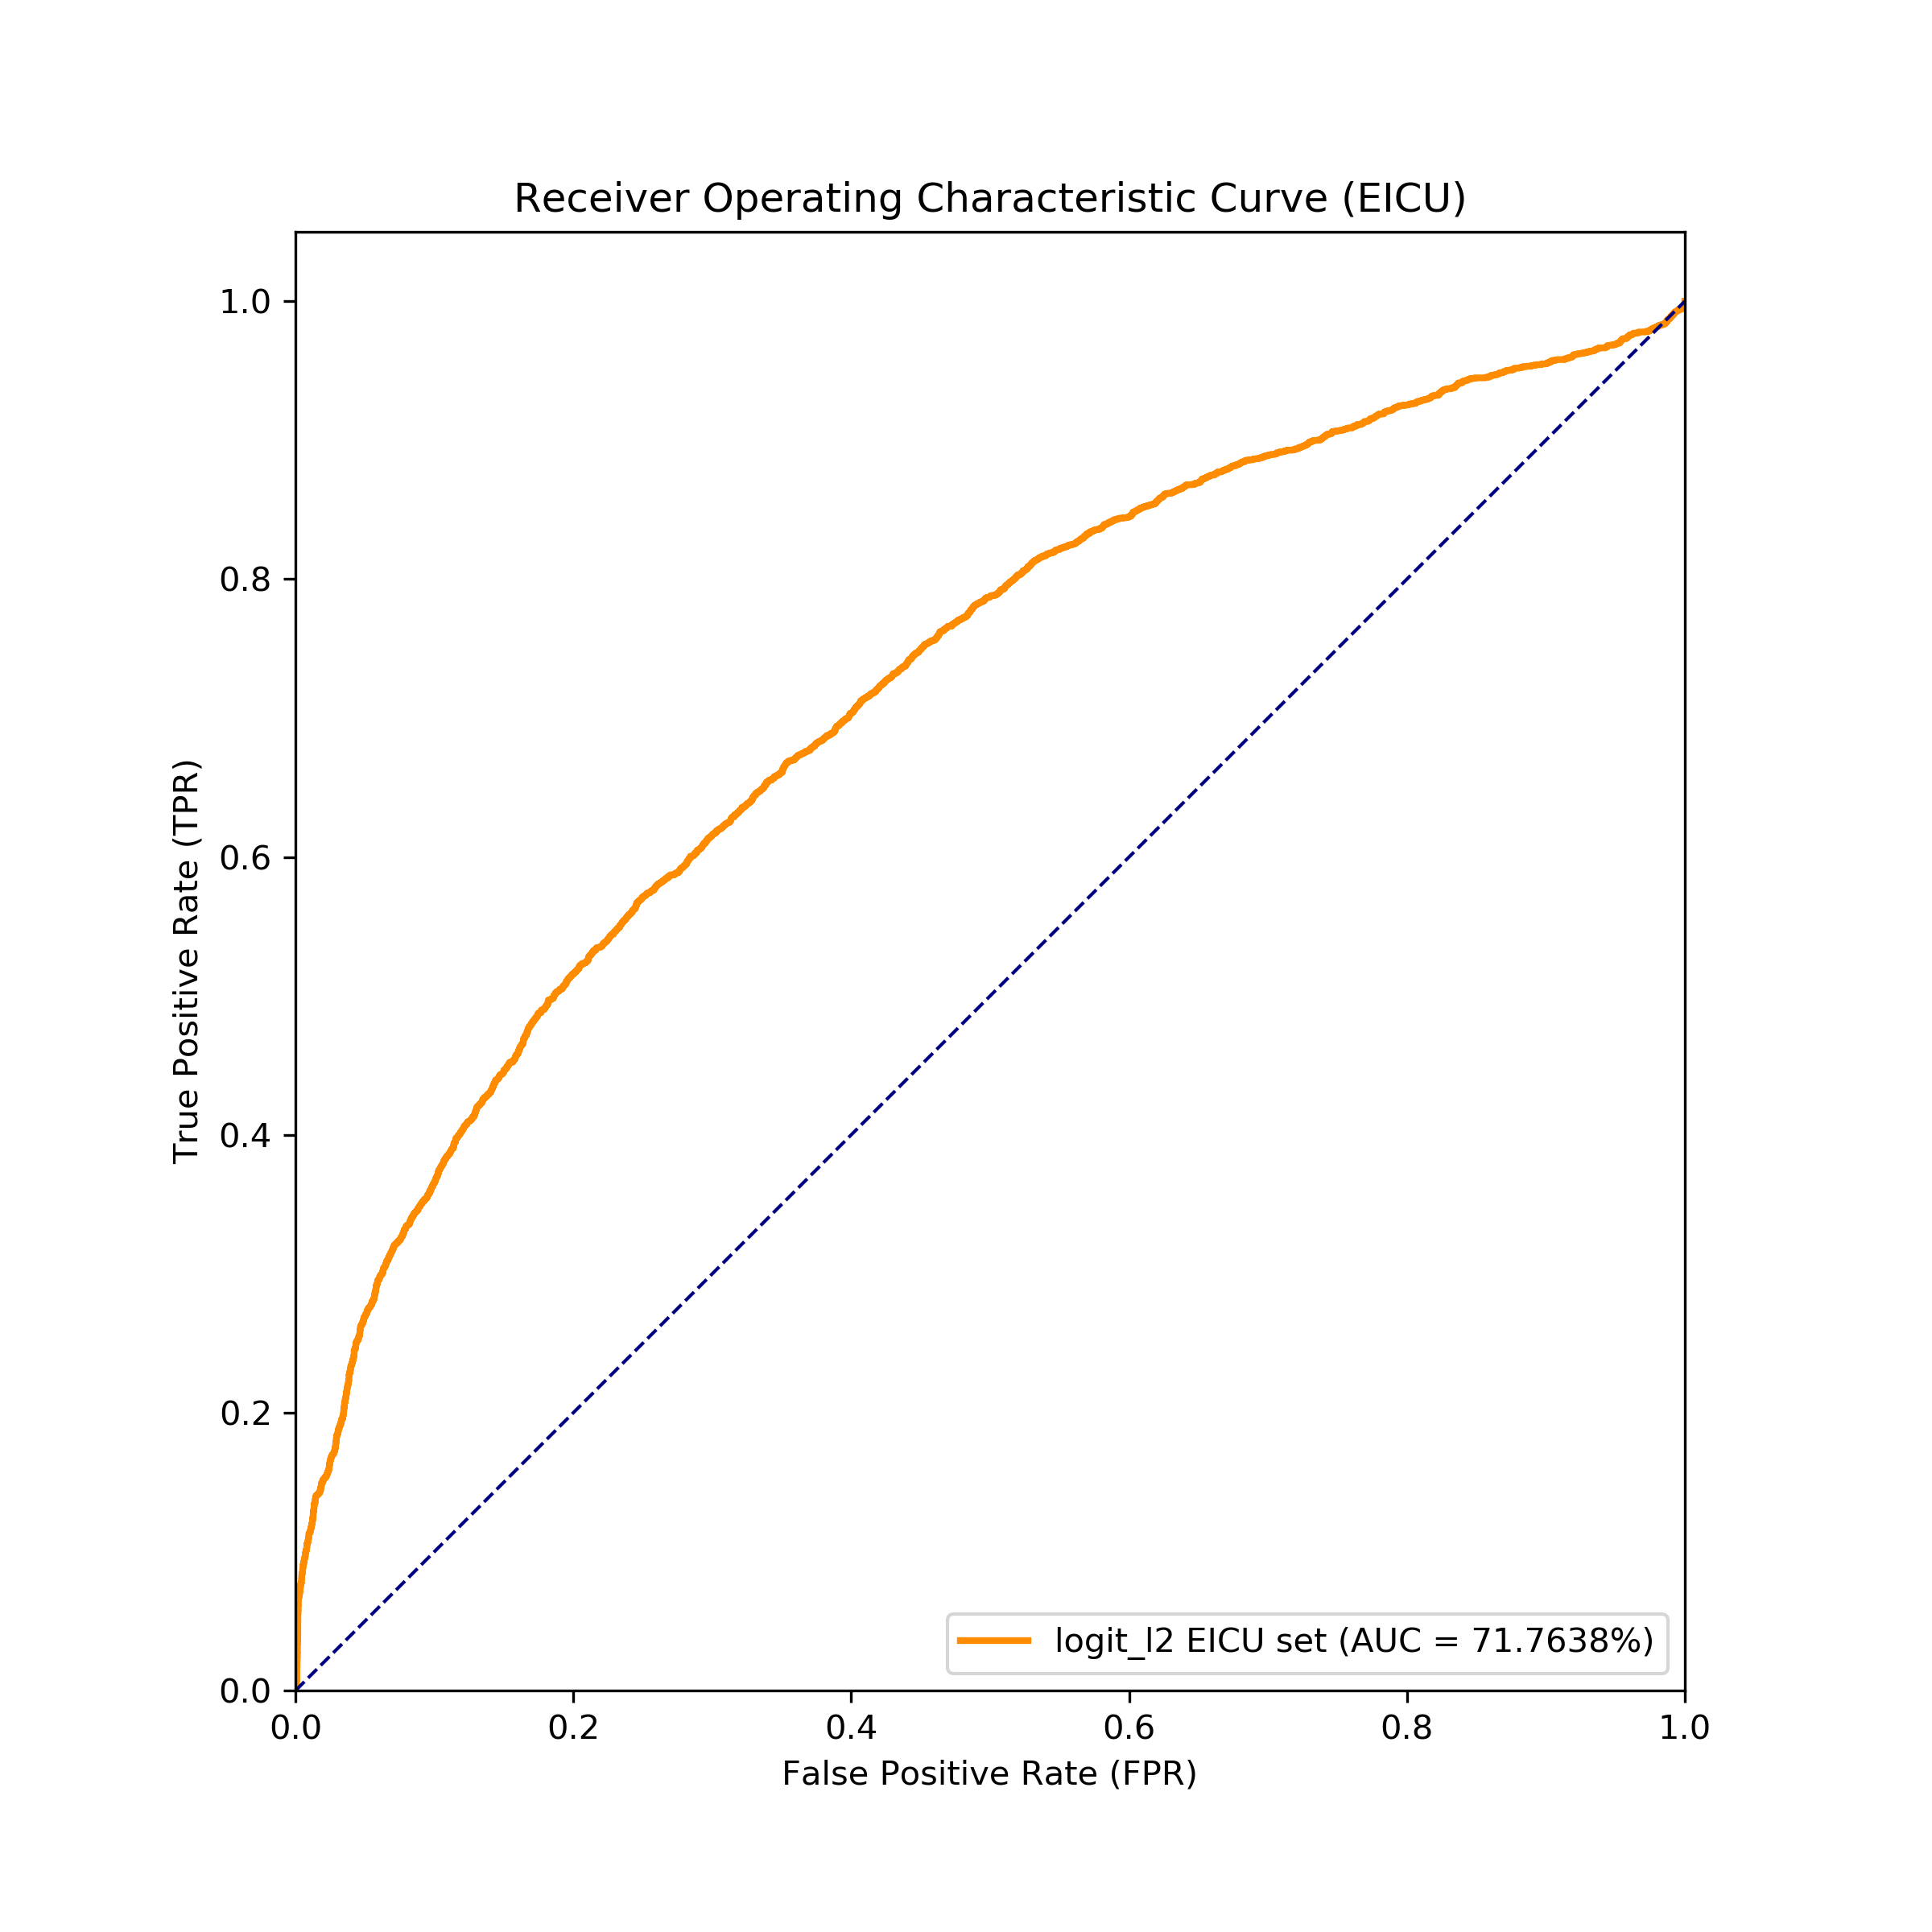 Receiver Operating Characteristic Curve (EICU)
True Positive Rate (TPR)
1.0
0.8
0.6
0.4
0.2
0.0
logit_l2 EICU set (AUC = 71.7638%)
0.0 0.2 0.4 0.6 0.8 1.0
False Positive Rate (FPR)